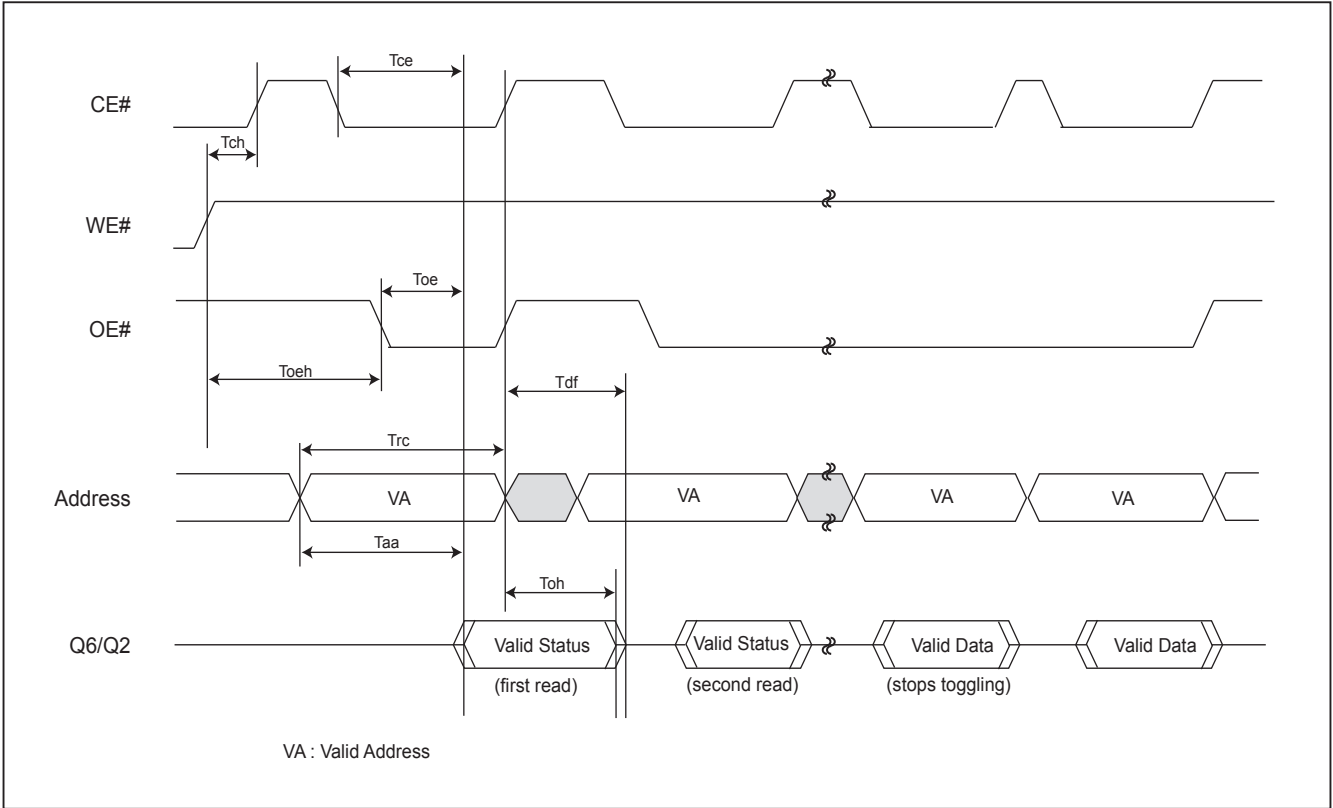 Tce
CE#
Tch
WE#
Toe
OE#
Toeh
Tdf
Trc
Address
VA
VA
VA
VA
Taa
Toh
Q6/Q2
Valid Status
Valid Status
Valid Data
Valid Data
(first read)
(second read)
(stops toggling)
VA : Valid Address